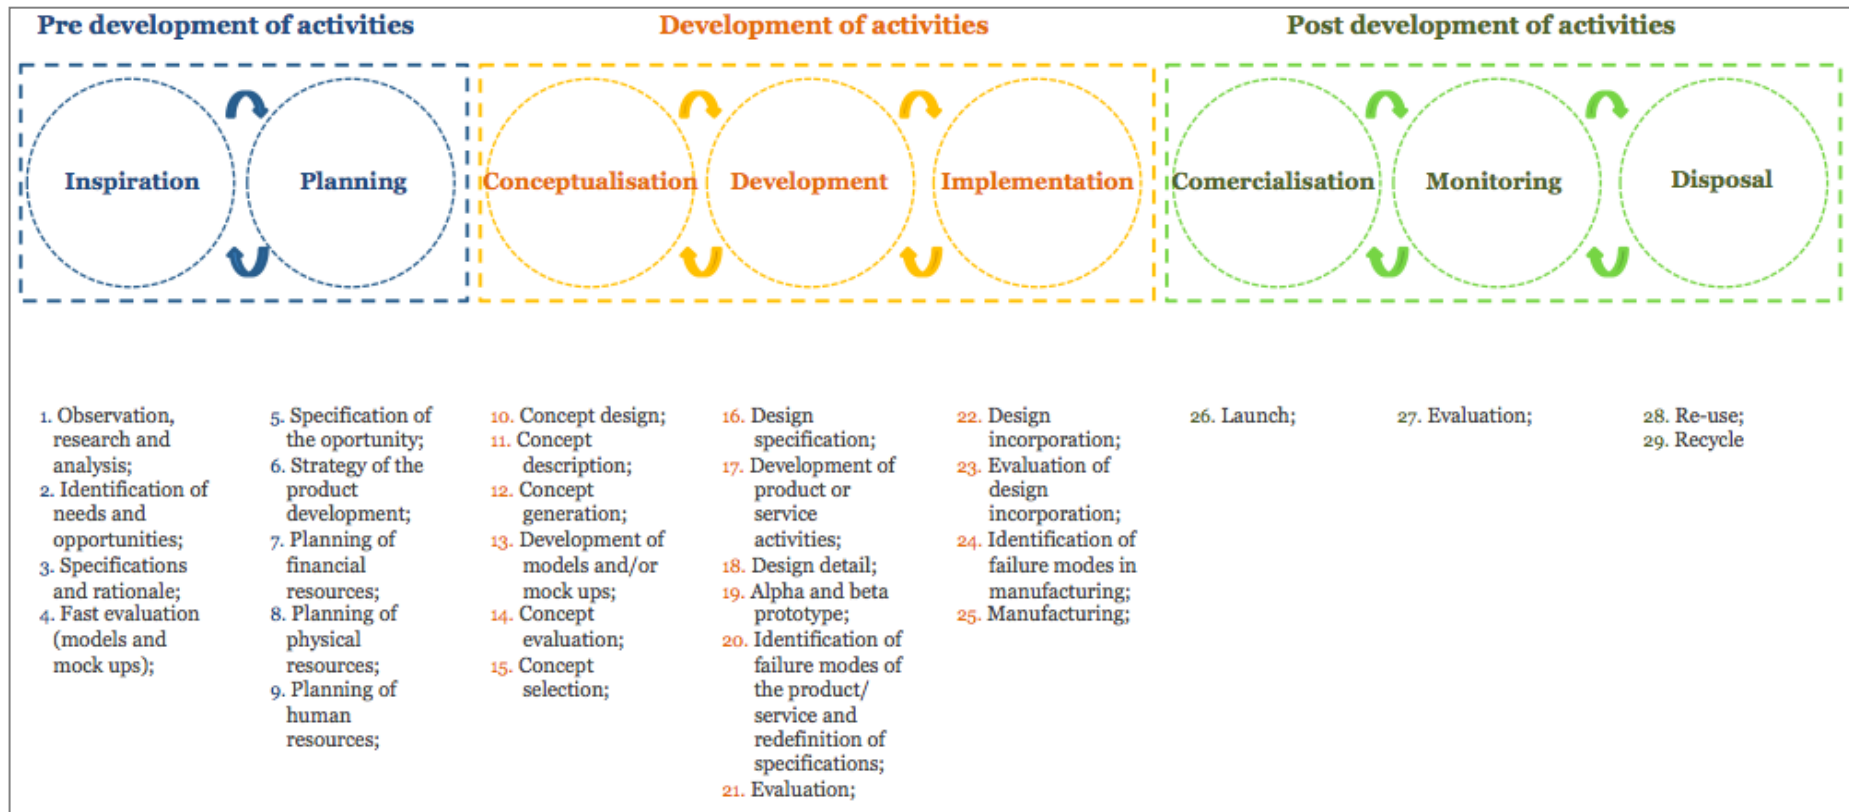 Pre development of activities
Development of activities
Post development of activities
Inspiration
Planning
Conceptualisation
Development
Implementation
Comercialisation
Monitoring
Disposal
1. Observation,
research and
analysis;
2. Identification of
needs and
opportunities;
3. Specifications
and rationale;
4. Fast evaluation
(models and
mock ups);
5. Specification of
the oportunity;
6. Strategy of the
product
development;
7. Planning of
financial
resources;
8. Planning of
physical
resources;
9. Planning of
human
resources;
10. Concept design;
11. Concept
description;
12. Concept
generation;
13. Development of
models and/or
mock ups;
14. Concept
evaluation;
15. Concept
selection;
16. Design
specification;
17. Development of
product or
service
activities;
18. Design detail;
19. Alpha and beta
prototype;
20. Identification of
failure modes of
the product/
service and
redefinition of
specifications;
21. Evaluation;
22. Design
incorporation;
23. Evaluation of
design
incorporation;
24. Identification of
failure modes in
manufacturing;
25. Manufacturing;
26. Launch;
27. Evaluation;
28. Re-use;
29. Recycle